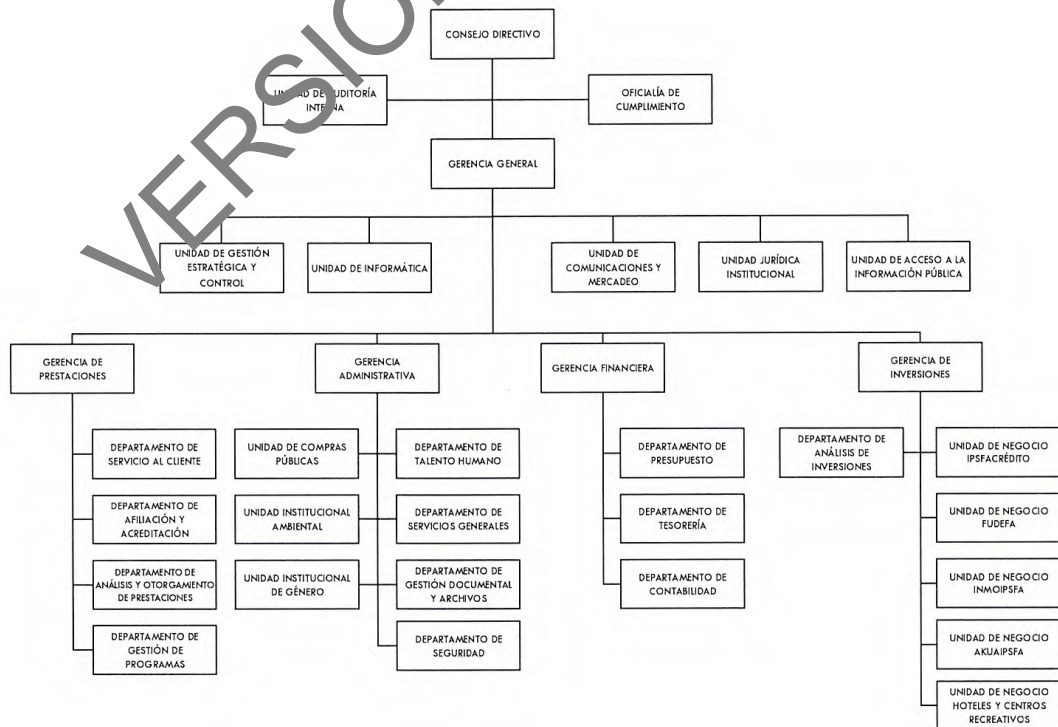 CONSEJO DIRECTIVO
UNIDAD DE AUDITORÍA
INTERNA
OFICIALÍA DE
CUMPLIMIENTO
GERENCIA GENERAL
UNIDAD DE GESTIÓN
ESTRATÉGICA Y
CONTROL
UNIDAD DE INFORMÁTICA
UNIDAD DE
COMUNICACIONES Y
MERCADEO
UNIDAD JURÍDICA
INSTITUCIONAL
UNIDAD DE ACCESO A LA
INFORMACIÓN PÚBLICA
GERENCIA DE
PRESTACIONES
GERENCIA
ADMINISTRATIVA
GERENCIA FINANCIERA
GERENCIA DE
INVERSIONES
DEPARTAMENTO DE
SERVICIO AL CLIENTE
DEPARTAMENTO DE
AFILIACIÓN Y
ACREDITACIÓN
DEPARTAMENTO DE
ANÁLISIS Y OTORGAMENTO
DE PRESTACIONES
DEPARTAMENTO DE
GESTIÓN DE
PROGRAMAS
UNIDAD DE COMPRAS
PÚBLICAS
UNIDAD INSTITUCIONAL
AMBIENTAL
UNIDAD INSTITUCIONAL
DE GÉNERO
DEPARTAMENTO DE
TALENTO HUMANO
DEPARTAMENTO DE
SERVICIOS GENERALES
DEPARTAMENTO DE
GESTIÓN DOCUMENTAL
Y ARCHIVOS
DEPARTAMENTO DE
SEGURIDAD
DEPARTAMENTO DE
PRESUPUESTO
DEPARTAMENTO DE
TESORERÍA
DEPARTAMENTO DE
CONTABILIDAD
DEPARTAMENTO DE
ANÁLISIS DE
INVERSIONES
UNIDAD DE NEGOCIO
IPSFACRÉDITO
UNIDAD DE NEGOCIO
FUDEFA
UNIDAD DE NEGOCIO
INMOIPSFA
UNIDAD DE NEGOCIO
AKUAIPSFA
UNIDAD DE NEGOCIO
HOTELES Y CENTROS
RECREATIVOS
VERSIO